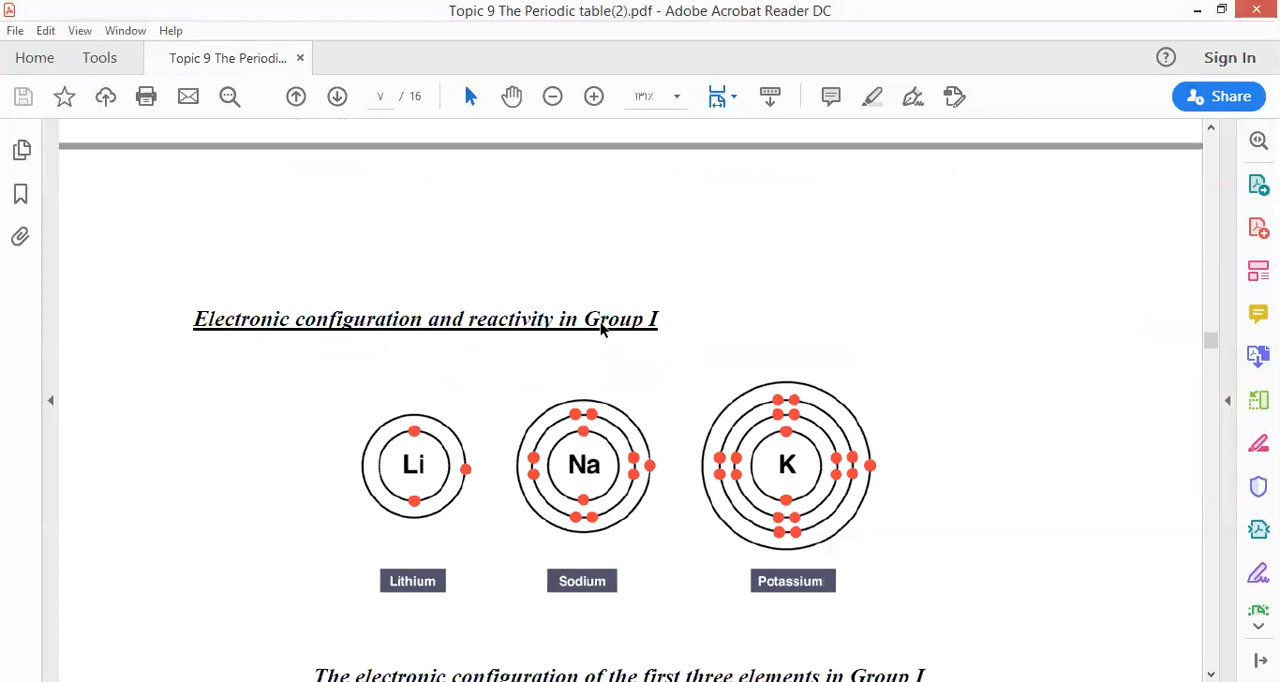 Topic 9 The Periodic table(2).pdf - Adobe Acrobat Reader DC
File Edit View Window Help
Home Tools Topic 9 The Periodi... ×
Sign In
٧ / 16
١٣١٪
Share
Electronic configuration and reactivity in Group I
Li Na K
Lithium Sodium Potassium
The electronic configuration of the first three elements in Group I